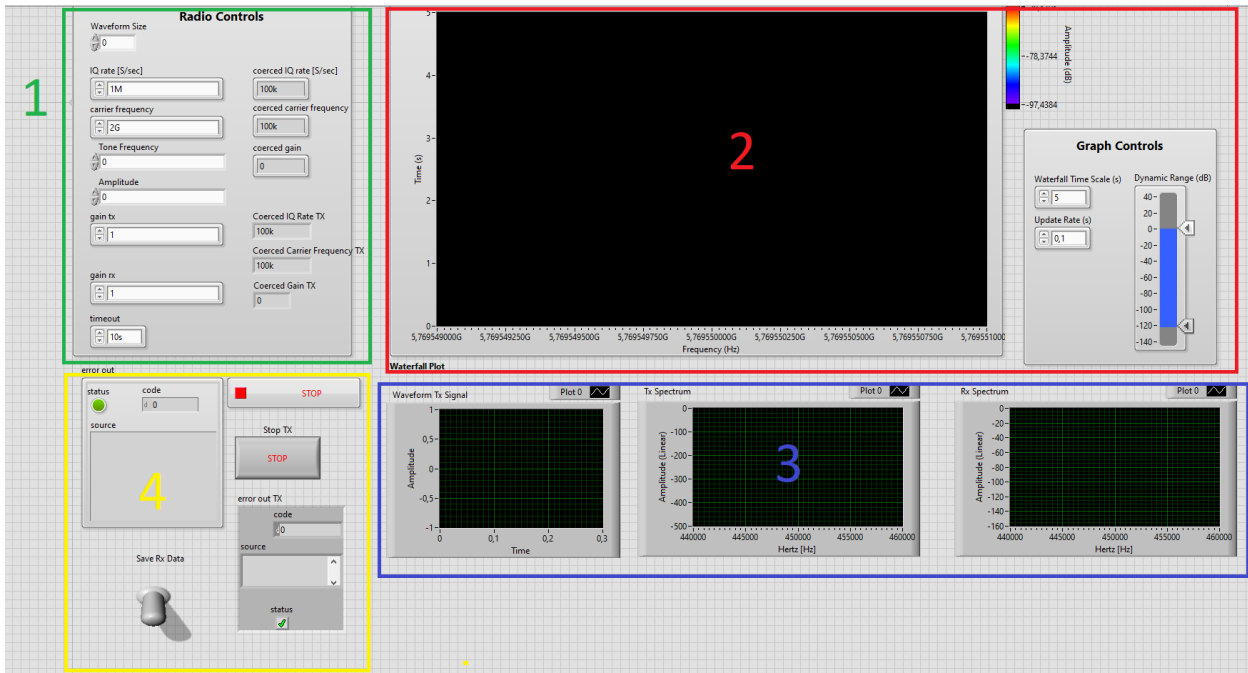 1
Radio Controls
Waveform Size
0
IQ rate [S/sec]
1M
coerced IQ rate [S/sec]
100k
carrier frequency
2G
coerced carrier frequency
100k
Tone Frequency
0
coerced gain
0
Amplitude
0
gain tx
1
Coerced IQ Rate TX
100k
Coerced Carrier Frequency TX
100k
gain rx
1
Coerced Gain TX
0
timeout
10s
2
Time (s)
5-
4-
3-
2-
1-
0-
5,769549000G 5,769549250G 5,769549500G 5,769549750G 5,769550000G 5,769550250G 5,769550500G 5,769550750G 5,769551000
Frequency (Hz)
Waterfall Plot
Amplitude (dB)
-78,3744
-97,4384
Graph Controls
Waterfall Time Scale (s)
5
Update Rate (s)
0,1
Dynamic Range (dB)
40-
20-
0-
-20-
-40-
-60-
-80-
-100-
-120-
-140-
error out
status
code
0
source
4
STOP
Stop TX
STOP
error out TX
code
0
source
status
Save Rx Data
3
Waveform Tx Signal
Plot 0
Amplitude
1-
0,5-
0-
-0,5-
-1-
0 0,1 0,2 0,3
Time
Tx Spectrum
Plot 0
Amplitude (Linear)
0-
-100-
-200-
-300-
-400-
-500-
440000 445000 450000 455000 460000
Hertz [Hz]
Rx Spectrum
Plot 0
Amplitude (Linear)
0-
-20-
-40-
-60-
-80-
-100-
-120-
-140-
-160-
440000 445000 450000 455000 460000
Hertz [Hz]